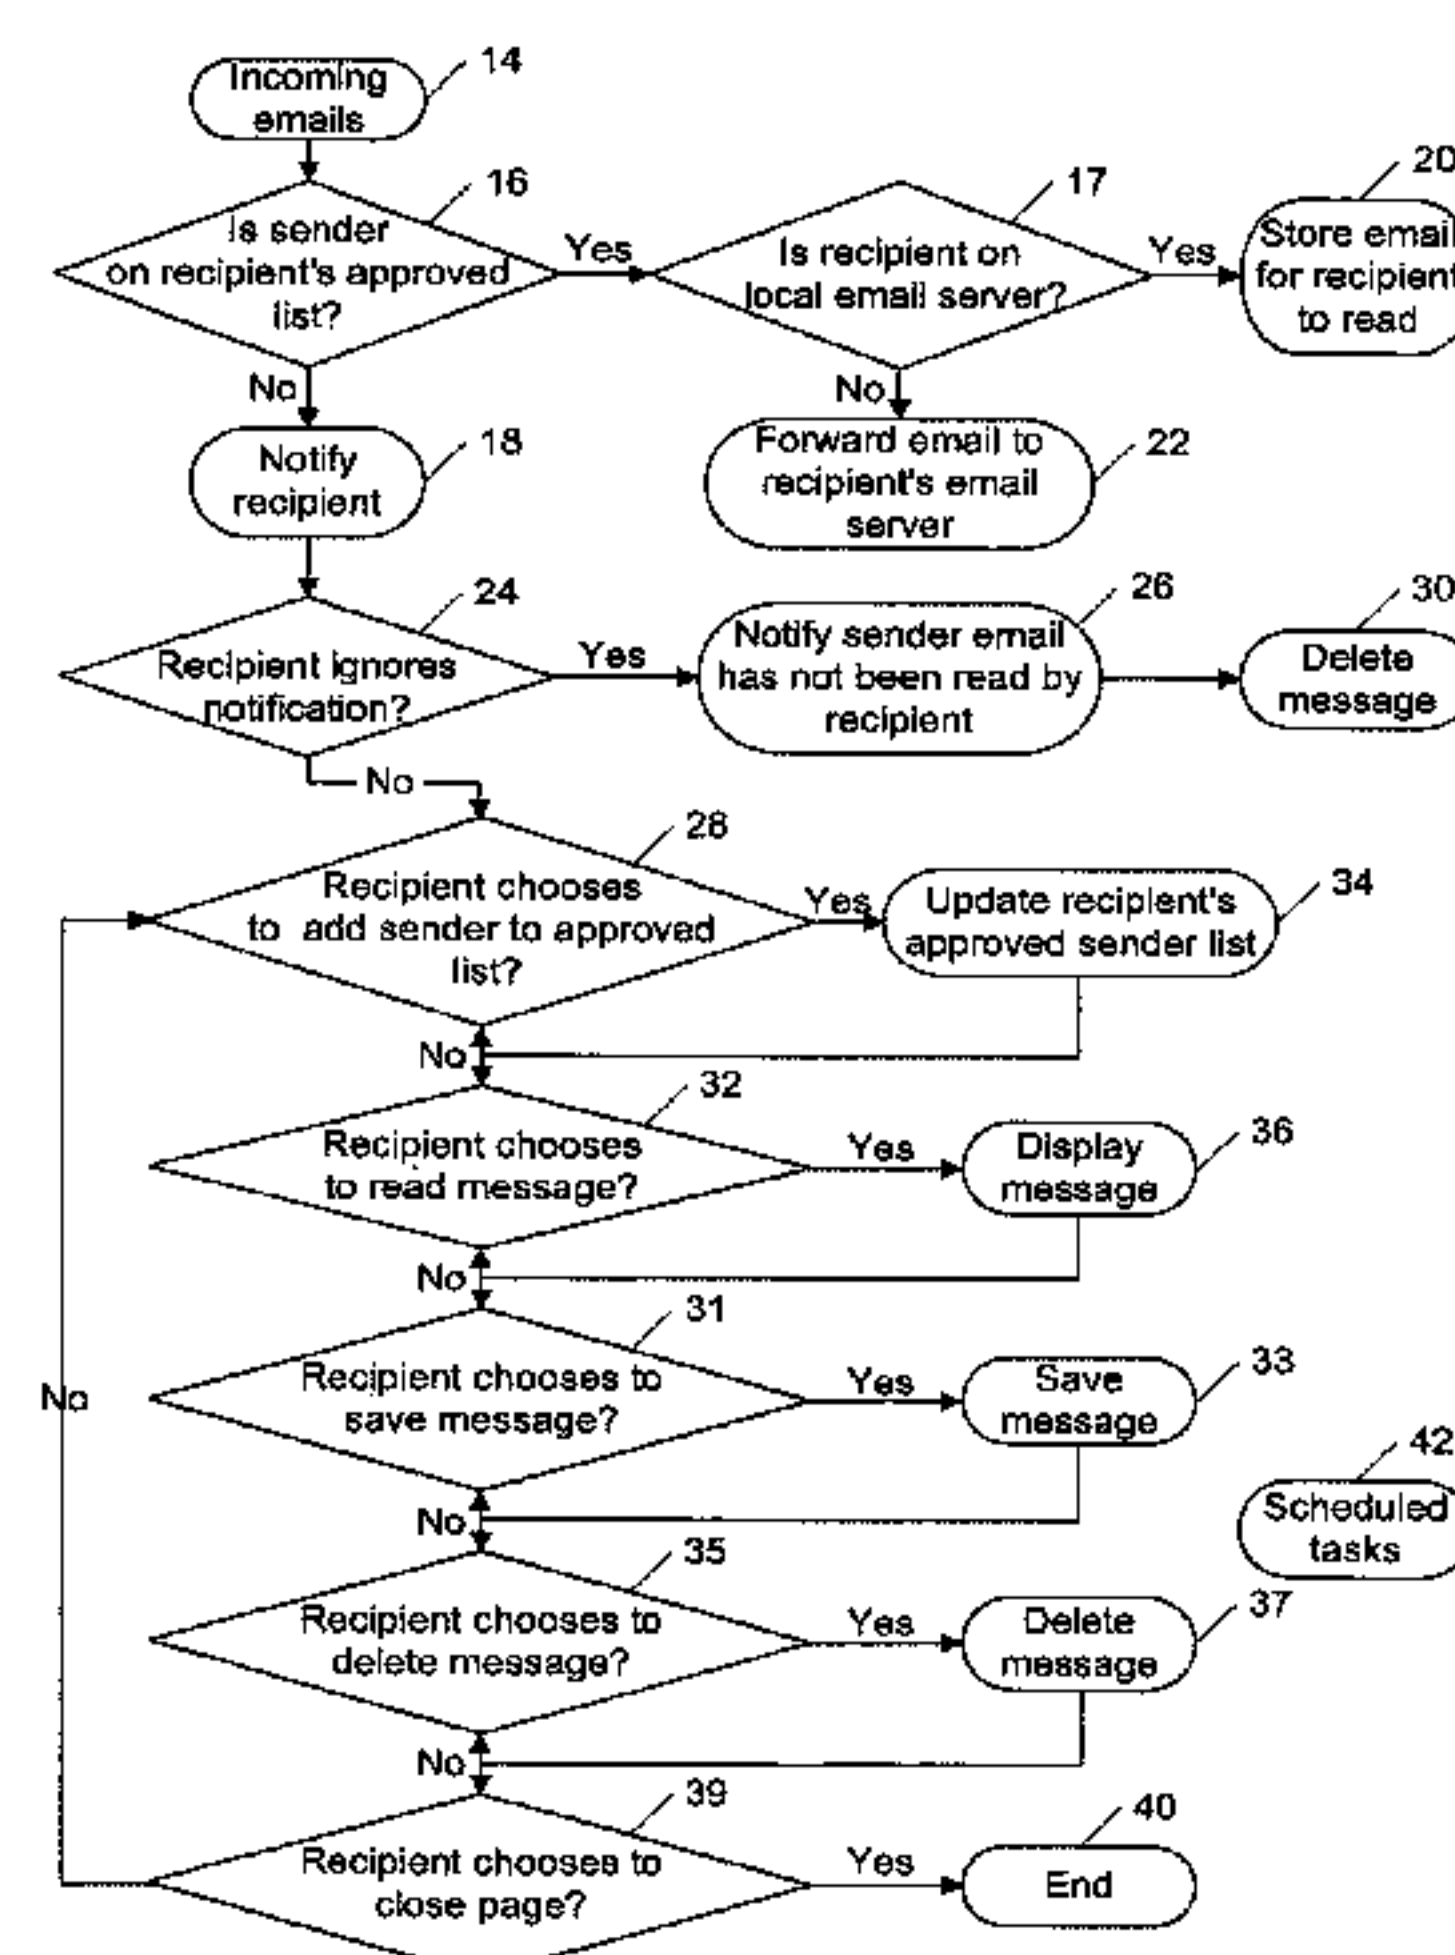 Incoming
emails
14
Is sender
on recipient's approved
list?
16
Yes
Is recipient on
local email server?
17
Yes
Store email
for recipient
to read
20
No
No
Notify
recipient
18
Forward email to
recipient's email
server
22
Recipient ignores
notification?
24
Yes
Notify sender email
has not been read by
recipient
26
Delete
message
30
No
Recipient chooses
to add sender to approved
list?
28
Yes
Update recipient's
approved sender list
34
No
Recipient chooses
to read message?
32
Yes
Display
message
36
No
Recipient chooses to
save message?
31
Yes
Save
message
33
No
No
Scheduled
tasks
42
Recipient chooses to
delete message?
35
Yes
Delete
message
37
No
Recipient chooses to
close page?
39
Yes
End
40